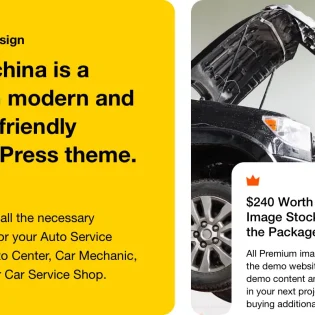 sign
china is a
modern and
friendly
Press theme.
all the necessary
or your Auto Service
to Center, Car Mechanic,
Car Service Shop.
$240 Worth
Image Stock
the Package
All Premium ima
the demo websit
demo content an
in your next proj
buying additiona